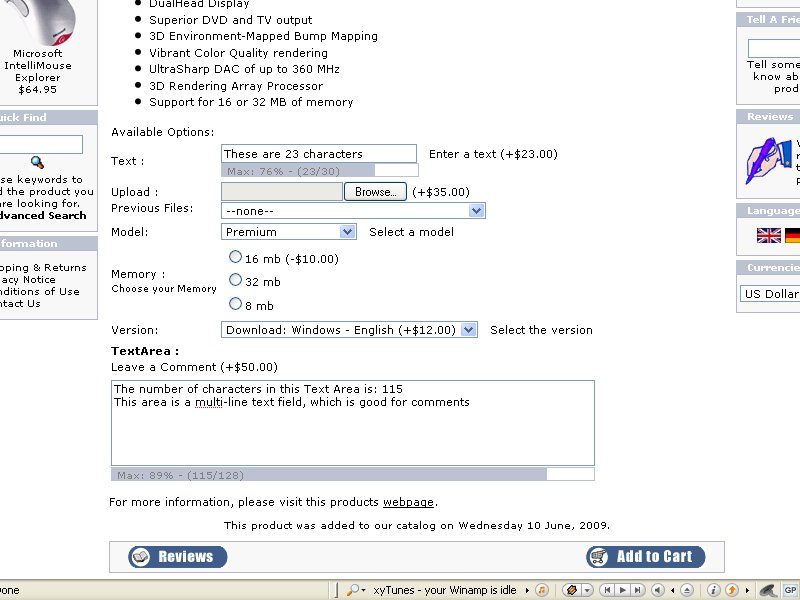 DualHead Display
Superior DVD and TV output
3D Environment-Mapped Bump Mapping
Vibrant Color Quality rendering
UltraSharp DAC of up to 360 MHz
3D Rendering Array Processor
Support for 16 or 32 MB of memory
Microsoft
IntelliMouse
Explorer
$64.95
uick Find
se keywords to
d the product you
are looking for.
dvanced Search
formation
pping & Returns
acy Notice
nditions of Use
ntact Us
Available Options:
Text : These are 23 characters Enter a text (+$23.00)
Max: 76% - (23/30)
Upload : Browse... (+$35.00)
Previous Files: --none--
Model: Premium Select a model
Memory :
Choose your Memory
16 mb (-$10.00)
32 mb
8 mb
Version: Download: Windows - English (+$12.00) Select the version
TextArea :
Leave a Comment (+$50.00)
The number of characters in this Text Area is: 115
This area is a multi-line text field, which is good for comments
Max: 89% - (115/128)
For more information, please visit this products webpage.
This product was added to our catalog on Wednesday 10 June, 2009.
Reviews Add to Cart
Tell A Frie
Tell some
know ab
prod
Reviews
Language
Currencie
US Dollar
one xyTunes - your Winamp is idle GP